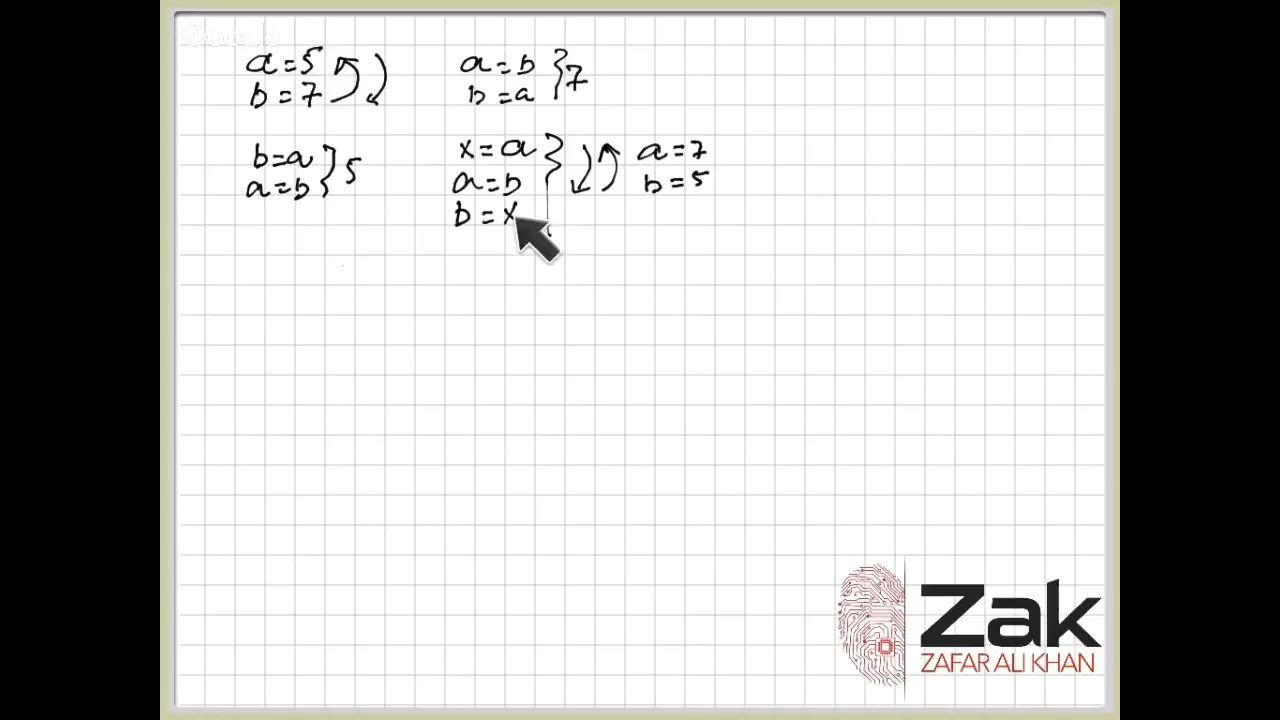 a = 5
b = 7
a = b
b = a
7
b = a
a = b
5
x = a
a = b
b = x
a = 7
b = 5
Zak
ZAFAR ALI KHAN